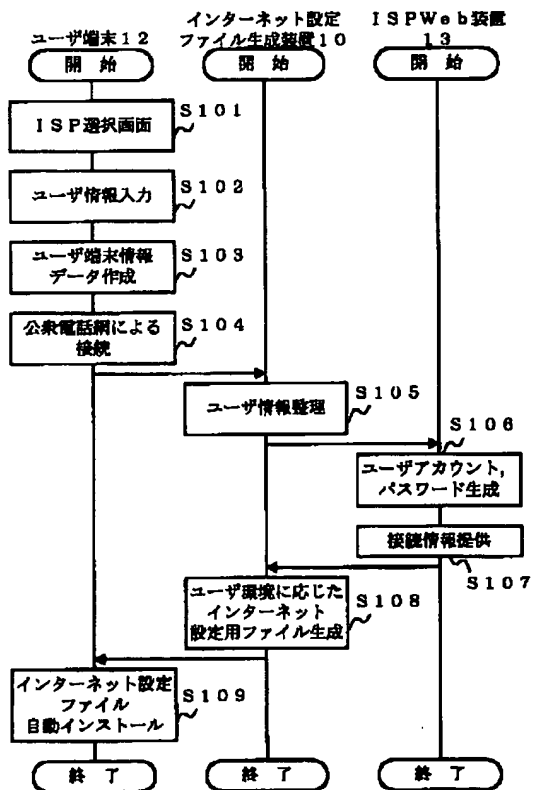 ユーザ端末12
インターネット設定
ファイル生成装置10
ISPWeb装置
13
開 始
開 始
開 始
ISP選択画面
S101
ユーザ情報入力
S102
ユーザ端末情報
データ作成
S103
公衆電話網による
接続
S104
ユーザ情報整理
S105
S106
ユーザアカウント,
パスワード生成
接続情報提供
S107
ユーザ環境に応じた
インターネット
設定用ファイル生成
S108
インターネット設定
ファイル
自動インストール
S109
終 了
終 了
終 了